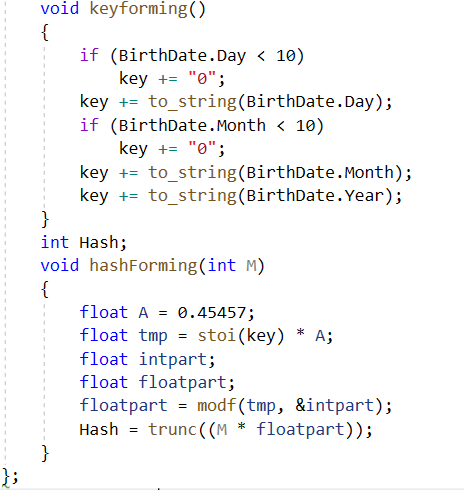 void keyforming()
{
if (BirthDate.Day < 10)
key += "0";
key += to_string(BirthDate.Day);
if (BirthDate.Month < 10)
key += "0";
key += to_string(BirthDate.Month);
key += to_string(BirthDate.Year);
}
int Hash;
void hashForming(int M)
{
float A = 0.45457;
float tmp = stoi(key) * A;
float intpart;
float floatpart;
floatpart = modf(tmp, &intpart);
Hash = trunc((M * floatpart));
}
};